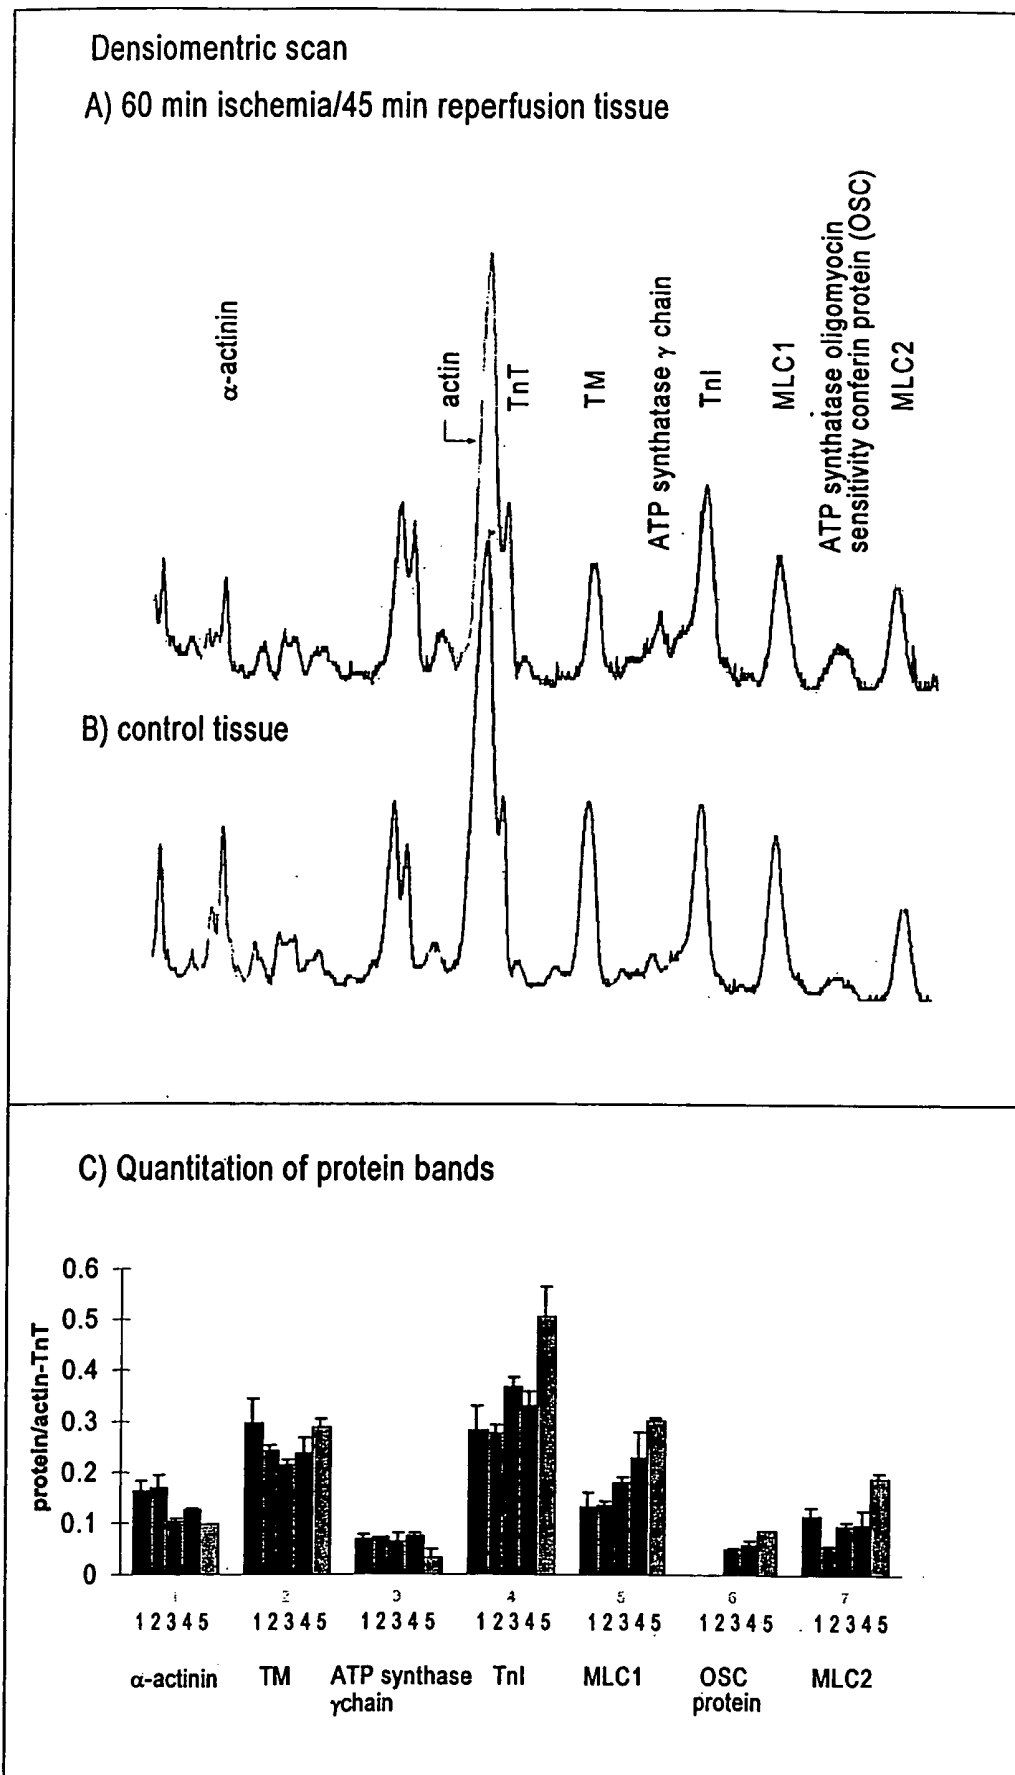 Densiomentric scan
A) 60 min ischemia/45 min reperfusion tissue
α-actinin
actin
TnT
TM
ATP synthatase γ chain
TnI
MLC1
ATP synthatase oligomyocin
sensitivity conferin protein (OSC)
MLC2
B) control tissue
C) Quantitation of protein bands
protein/actin-TnT
0.6
0.5
0.4
0.3
0.2
0.1
0
1 2 3 4 5 6 7
1 2 3 4 5 1 2 3 4 5 1 2 3 4 5 1 2 3 4 5 1 2 3 4 5 1 2 3 4 5 1 2 3 4 5
α-actinin TM ATP synthase TnI MLC1 OSC MLC2
γchain protein